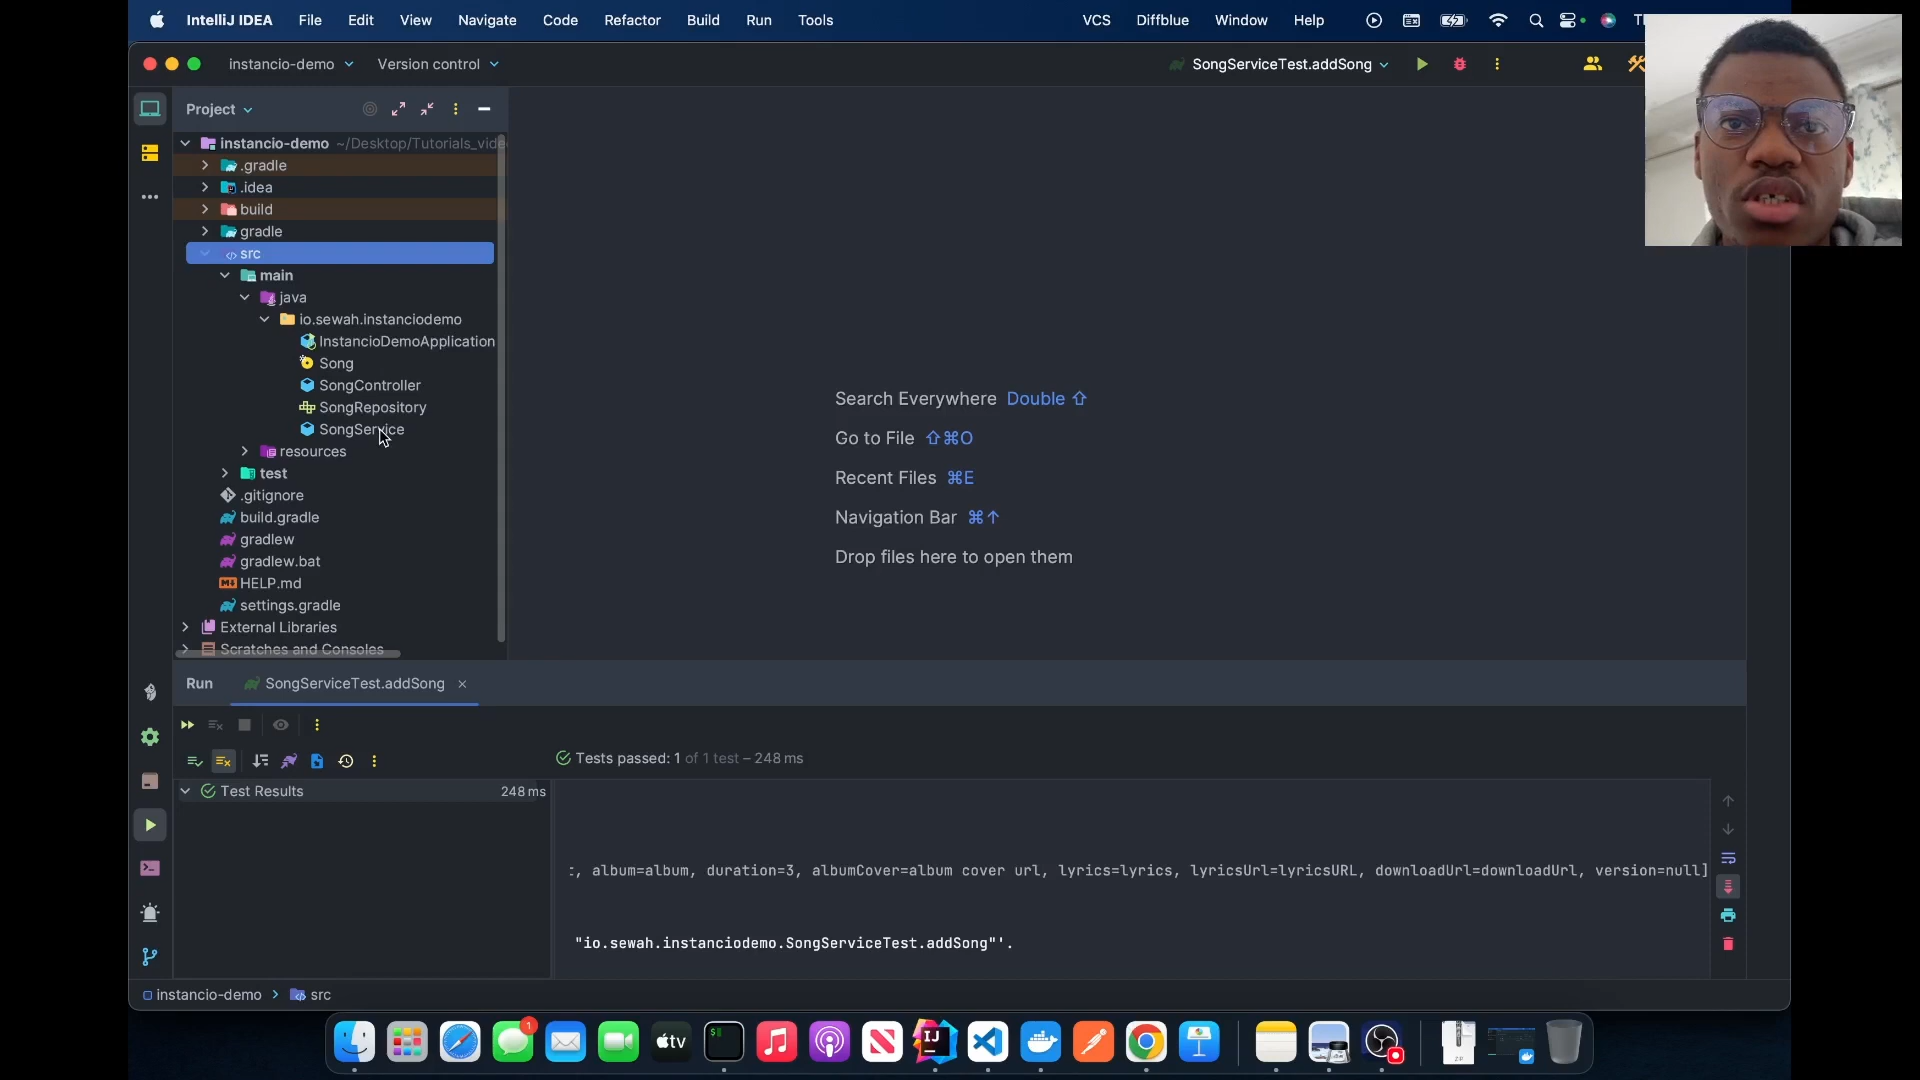 IntelliJ IDEA File Edit View Navigate Code Refactor Build Run Tools VCS Diffblue Window Help
instancio-demo Version control SongServiceTest.addSong
Project
instancio-demo ~/Desktop/Tutorials_vide
.gradle
.idea
build
gradle
src
main
java
io.sewah.instanciodemo
InstancioDemoApplication
Song
SongController
SongRepository
SongService
resources
test
.gitignore
build.gradle
gradlew
gradlew.bat
HELP.md
settings.gradle
External Libraries
Scratches and Consoles
Search Everywhere Double ⇧
Go to File ⇧⌘O
Recent Files ⌘E
Navigation Bar ⌘↑
Drop files here to open them
Run SongServiceTest.addSong
Tests passed: 1 of 1 test – 248 ms
Test Results 248 ms
, album=album, duration=3, albumCover=album cover url, lyrics=lyrics, lyricsUrl=lyricsURL, downloadUrl=downloadUrl, version=null]
"io.sewah.instanciodemo.SongServiceTest.addSong"'.
instancio-demo > src
1
tv
IJ
ZIP